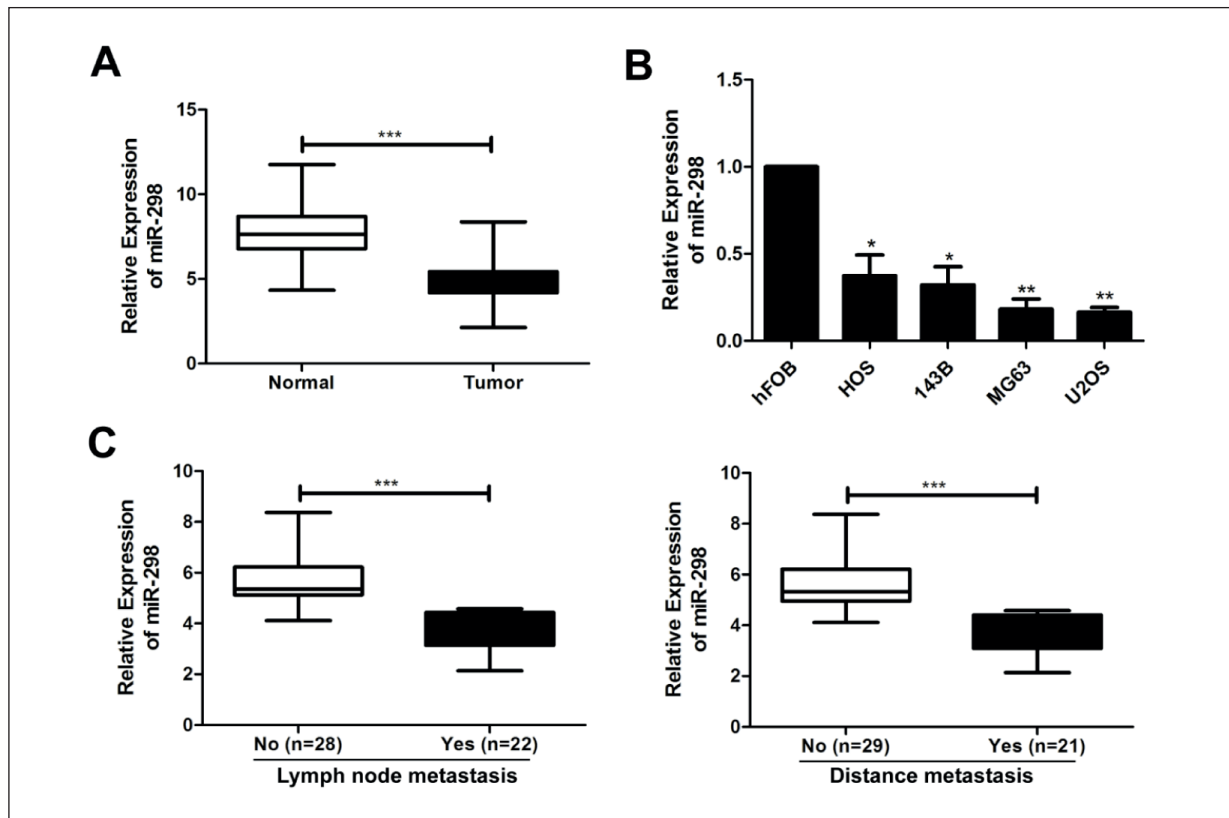 A
Relative Expression
of miR-298
15
10
5
0
***
Normal
Tumor
B
Relative Expression
of miR-298
1.5
1.0
0.5
0.0
*
*
**
**
hFOB
HOS
143B
MG63
U2OS
C
Relative Expression
of miR-298
10
8
6
4
2
0
***
No (n=28)
Yes (n=22)
Lymph node metastasis
Relative Expression
of miR-298
10
8
6
4
2
0
***
No (n=29)
Yes (n=21)
Distance metastasis